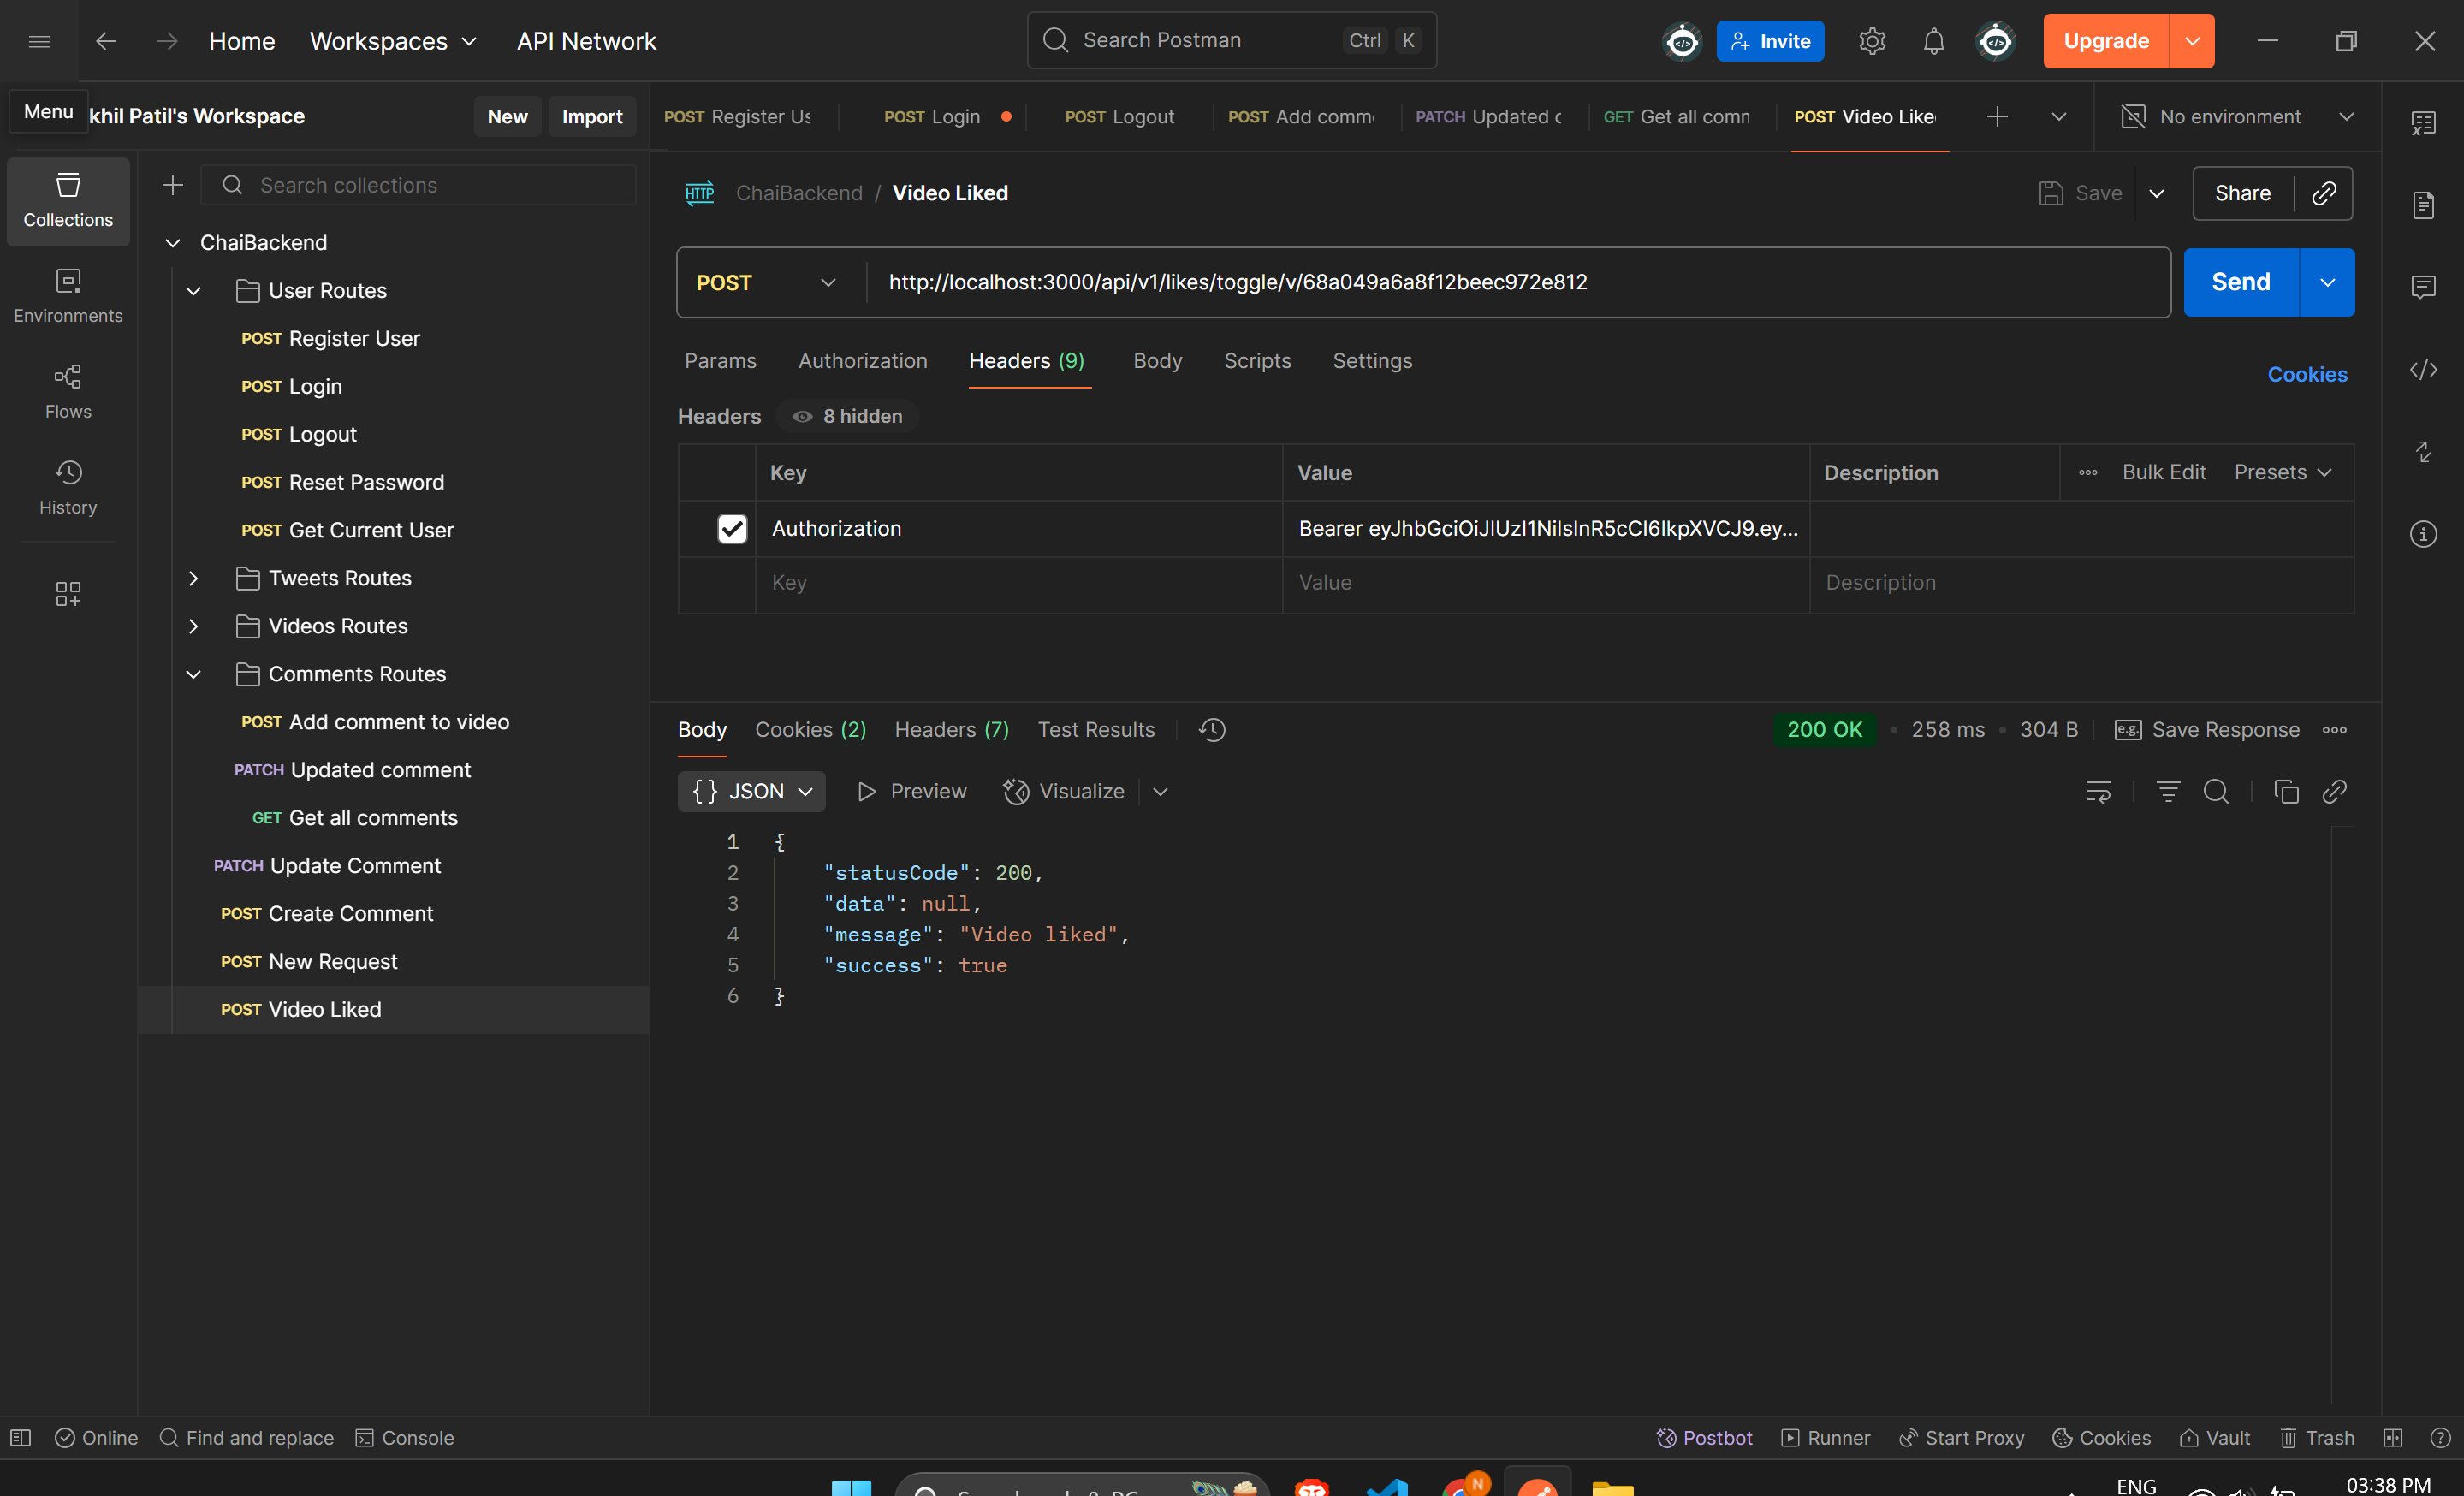 Home Workspaces API Network Search Postman Ctrl K Invite Upgrade
Menu khil Patil's Workspace New Import
POST Register Us POST Login POST Logout POST Add comme PATCH Updated c GET Get all comm POST Video Like No environment
Collections
Environments
Flows
History
Search collections
ChaiBackend
User Routes
POST Register User
POST Login
POST Logout
POST Reset Password
POST Get Current User
Tweets Routes
Videos Routes
Comments Routes
POST Add comment to video
PATCH Updated comment
GET Get all comments
PATCH Update Comment
POST Create Comment
POST New Request
POST Video Liked
HTTP ChaiBackend / Video Liked Save Share
POST http://localhost:3000/api/v1/likes/toggle/v/68a049a6a8f12beec972e812 Send
Params Authorization Headers (9) Body Scripts Settings Cookies
Headers 8 hidden
Key Value Description Bulk Edit Presets
Authorization Bearer
Key Value Description
Body Cookies (2) Headers (7) Test Results 200 OK • 258 ms • 304 B e.g. Save Response
{} JSON Preview Visualize
1 {
2 "statusCode": 200,
3 "data": null,
4 "message": "Video liked",
5 "success": true
6 }
Online Find and replace Console Postbot Runner Start Proxy Cookies Vault Trash
N ENG 03:38 PM